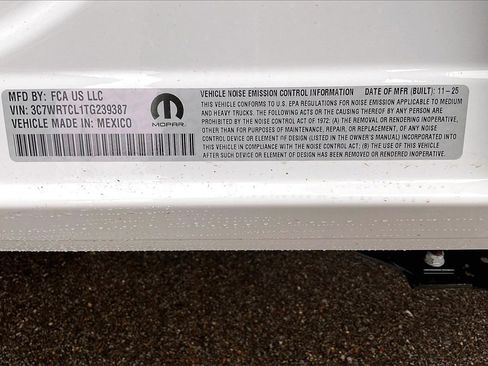 MFD BY: FCA US LLC
VIN: 3C7WRTCL1TG239387
VEHICLE MADE IN: MEXICO
MOPAR
VEHICLE NOISE EMISSION CONTROL INFORMATION DATE OF MFR (BUILT): 11-25
THIS VEHICLE CONFORMS TO U.S. EPA REGULATIONS FOR NOISE EMISSION APPLICABLE TO MEDIUM
AND HEAVY TRUCKS. THE FOLLOWING ACTS OR THE CAUSING THEREOF BY ANY PERSON ARE
PROHIBITED BY THE NOISE CONTROL ACT OF 1972: (A) THE REMOVAL OR RENDERING INOPERATIVE,
OTHER THAN FOR PURPOSES OF MAINTENANCE, REPAIR, OR REPLACEMENT, OF ANY NOISE
CONTROL DEVICE OR ELEMENT OF DESIGN (LISTED IN THE OWNER'S MANUAL) INCORPORATED INTO
THIS VEHICLE IN COMPLIANCE WITH THE NOISE CONTROL ACT; (B) THE USE OF THIS VEHICLE AFTER
SUCH DEVICE OR ELEMENT OF DESIGN HAS BEEN REMOVED OR RENDERED INOPERATIVE.